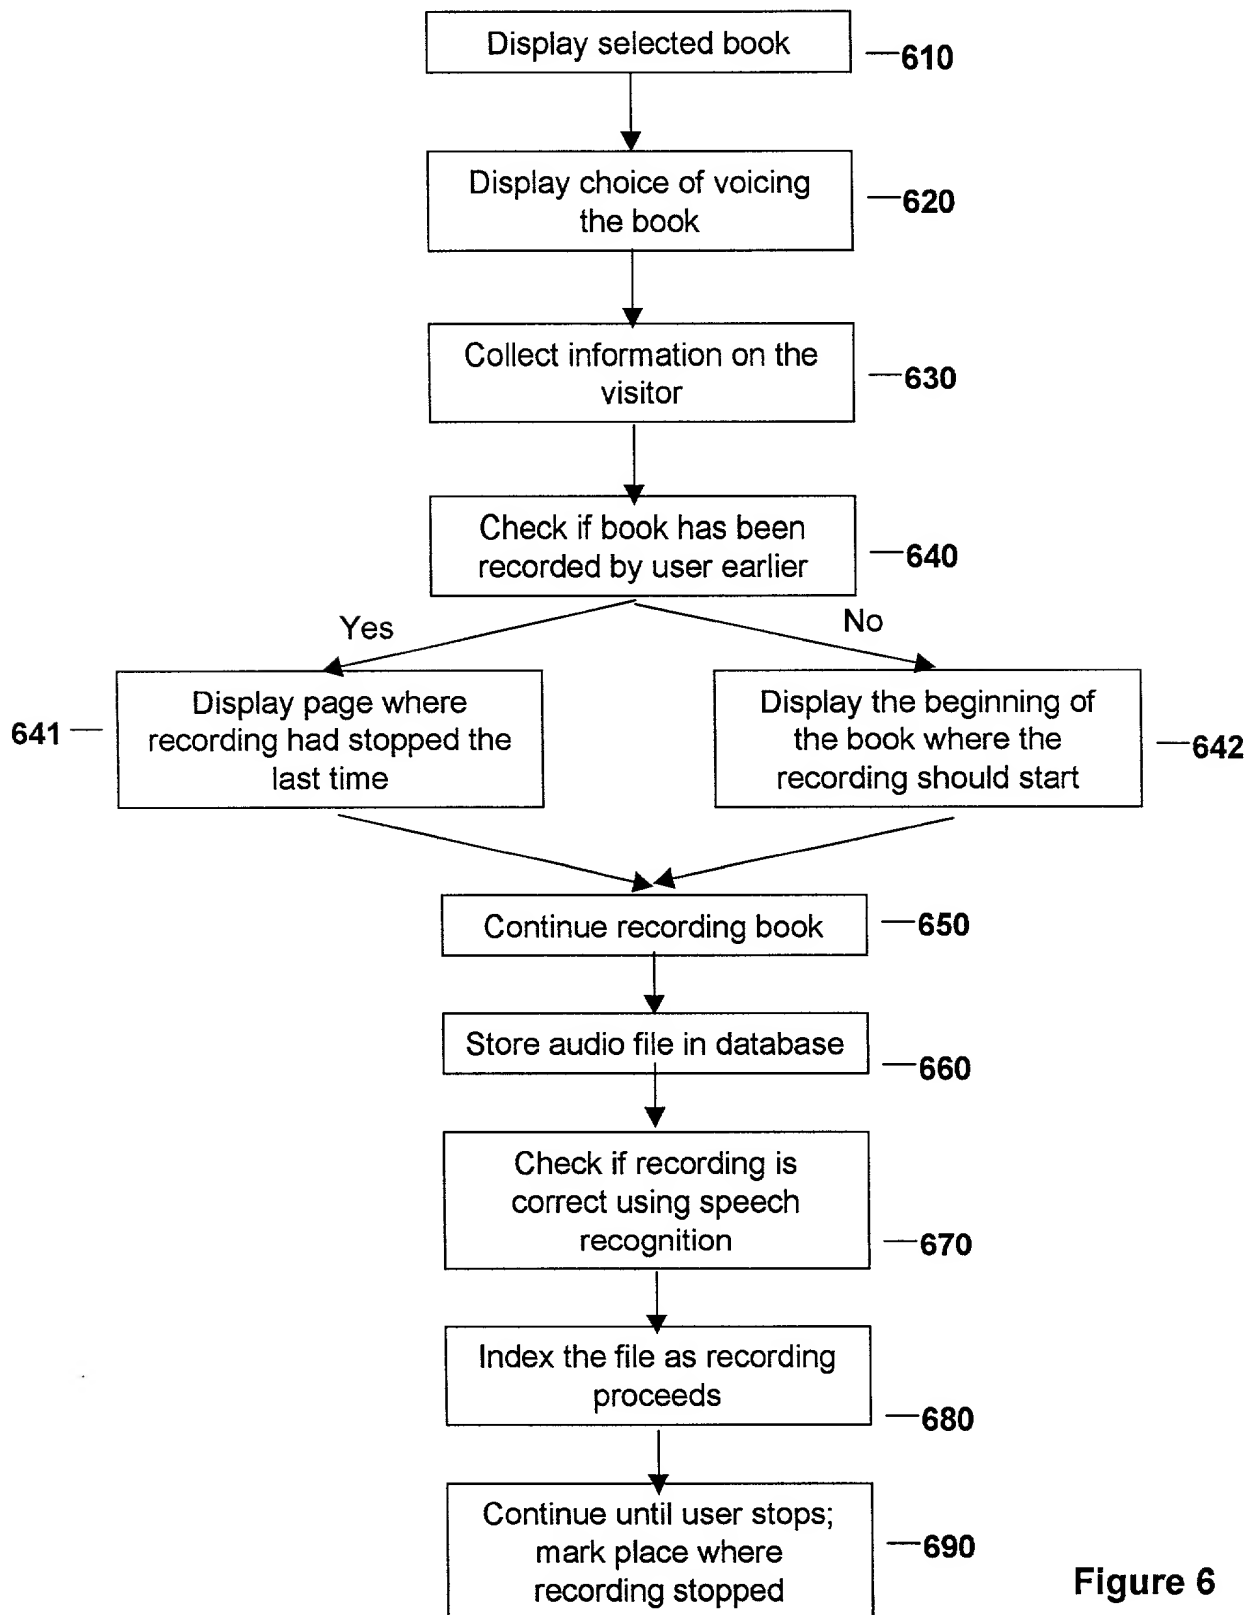 Display selected book
610
Display choice of voicing
the book
620
Collect information on the
visitor
630
Check if book has been
recorded by user earlier
640
Yes
No
641
Display page where
recording had stopped the
last time
Display the beginning of
the book where the
recording should start
642
Continue recording book
650
Store audio file in database
660
Check if recording is
correct using speech
recognition
670
Index the file as recording
proceeds
680
Continue until user stops;
mark place where
recording stopped
690
Figure 6